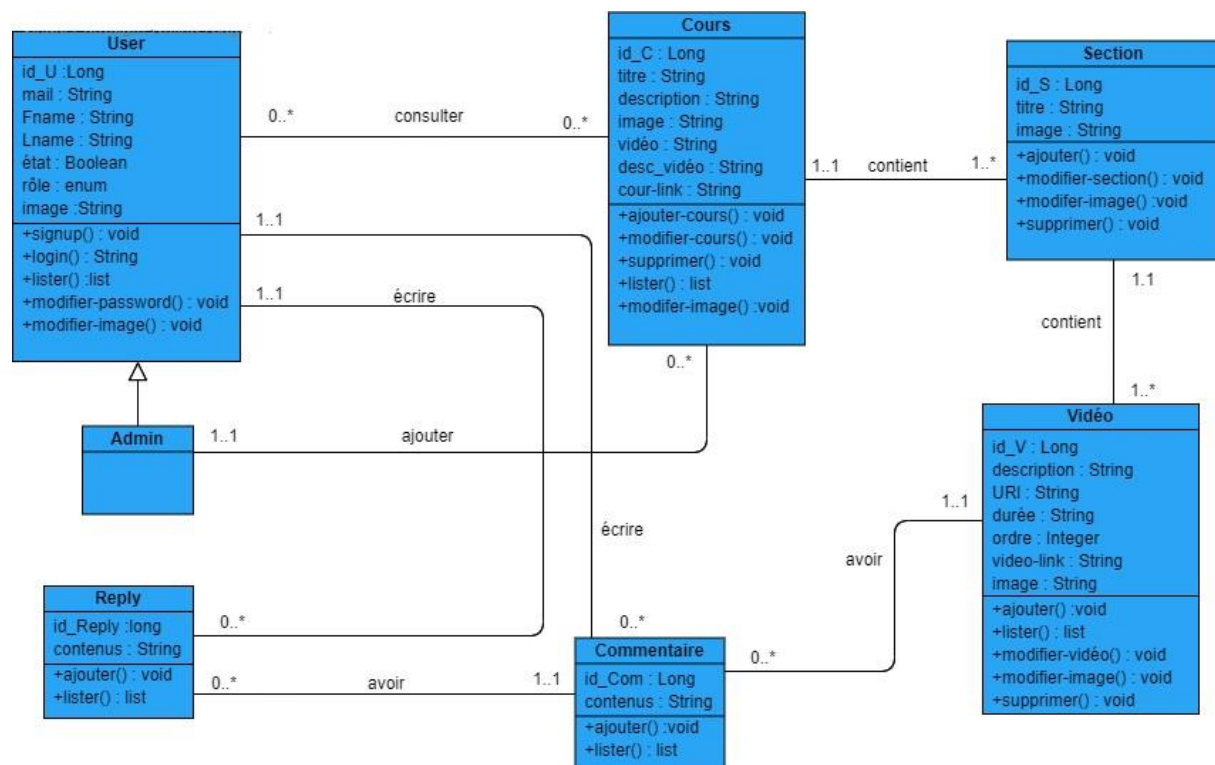 User
id_U :Long
mail : String
Fname : String
Lname : String
état : Boolean
rôle : enum
image :String
+signup() : void
+login() : String
+lister() :list
+modifier-password() : void
+modifier-image() : void
0..*
consulter
0..*
Cours
id_C : Long
titre : String
description : String
image : String
vidéo : String
desc_vidéo : String
cour-link : String
+ajouter-cours() : void
+modifier-cours() : void
+supprimer() : void
+lister() : list
+modifer-image() :void
1..1
contient
1..*
Section
id_S : Long
titre : String
image : String
+ajouter() : void
+modifier-section() : void
+modifer-image() :void
+supprimer() : void
1..1
1..1
écrire
0..*
1.1
contient
1..*
Admin
1..1
ajouter
Vidéo
id_V : Long
description : String
URI : String
durée : String
ordre : Integer
video-link : String
image : String
+ajouter() :void
+lister() : list
+modifier-vidéo() : void
+modifier-image() : void
+supprimer() : void
1..1
avoir
0..*
écrire
0..*
Reply
id_Reply :long
contenus : String
+ajouter() : void
+lister() : list
0..*
0..*
avoir
1..1
Commentaire
id_Com : Long
contenus : String
+ajouter() :void
+lister() : list